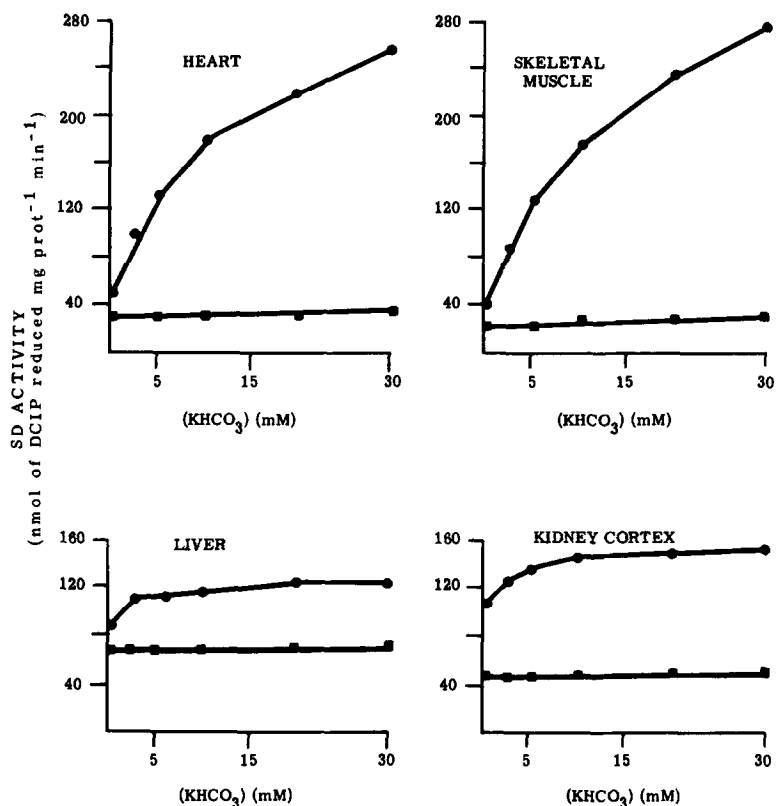 280
HEART
200
120
40
5
15
30
(KHCO3) (mM)
280
SKELETAL
MUSCLE
200
120
40
5
15
30
(KHCO3) (mM)
SD ACTIVITY
(nmol of DCIP reduced mg prot⁻¹ min⁻¹)
160
LIVER
120
40
5
15
30
(KHCO3) (mM)
160
KIDNEY CORTEX
120
40
5
15
30
(KHCO3) (mM)